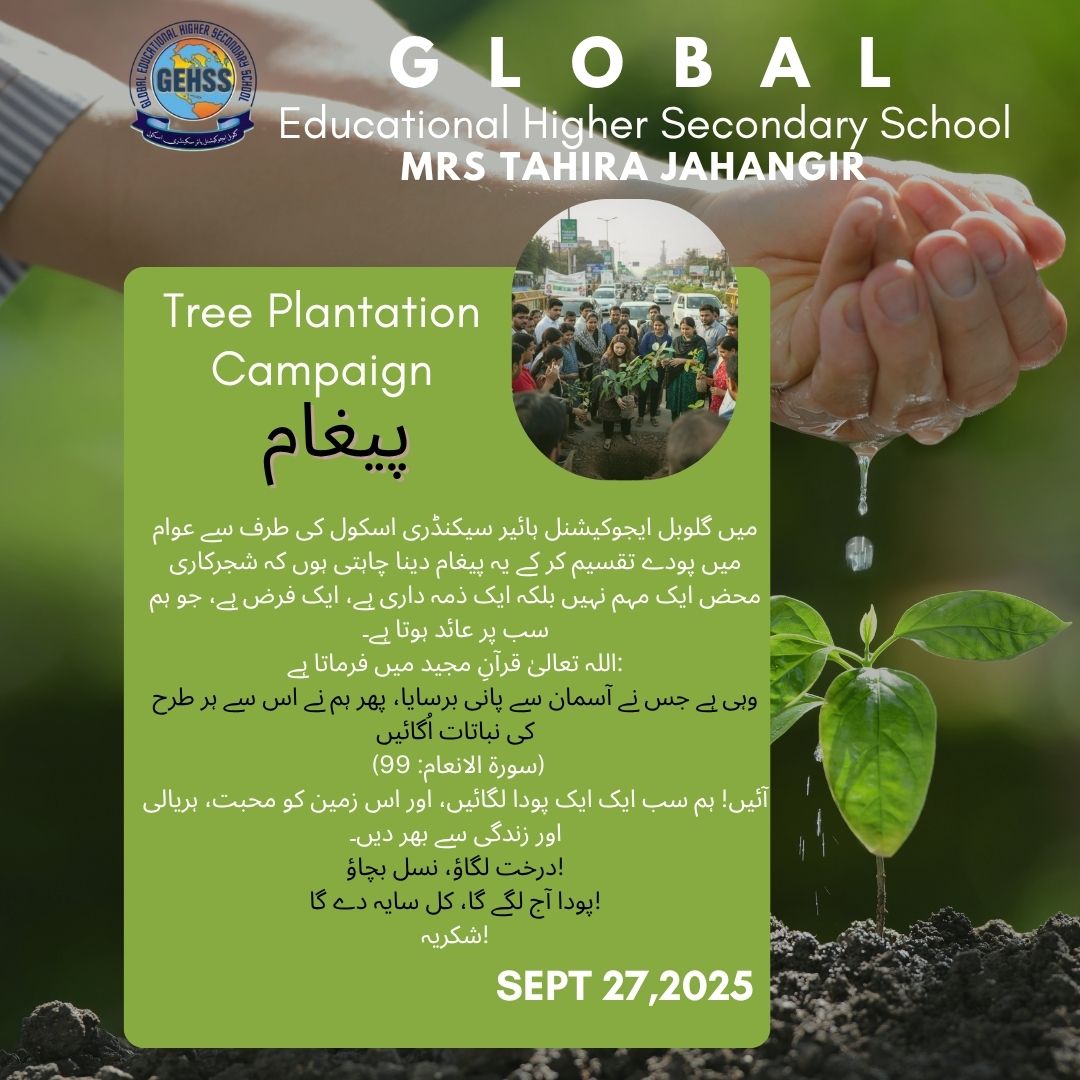 GLOBAL EDUCATIONAL HIGHER SECONDARY SCHOOL
GEHSS
گلوبل ایجوکیشنل ہائر سیکنڈری اسکول
GLOBAL
Educational Higher Secondary School
MRS TAHIRA JAHANGIR
Tree Plantation
Campaign
پیغام
میں گلوبل ایجوکیشنل ہائیر سیکنڈری اسکول کی طرف سے عوام
میں پودے تقسیم کر کے یہ پیغام دینا چاہتی ہوں کہ شجرکاری
محض ایک مہم نہیں بلکہ ایک ذمہ داری ہے، ایک فرض ہے، جو ہم
سب پر عائد ہوتا ہے۔
اللہ تعالیٰ قرآنِ مجید میں فرماتا ہے:
وہی ہے جس نے آسمان سے پانی برسایا، پھر ہم نے اس سے ہر طرح
کی نباتات اُگائیں
(سورۃ الانعام: 99)
آئیں! ہم سب ایک ایک پودا لگائیں، اور اس زمین کو محبت، ہریالی
اور زندگی سے بھر دیں۔
درخت لگاؤ، نسل بچاؤ!
پودا آج لگے گا، کل سایہ دے گا!
شکریہ!
SEPT 27,2025